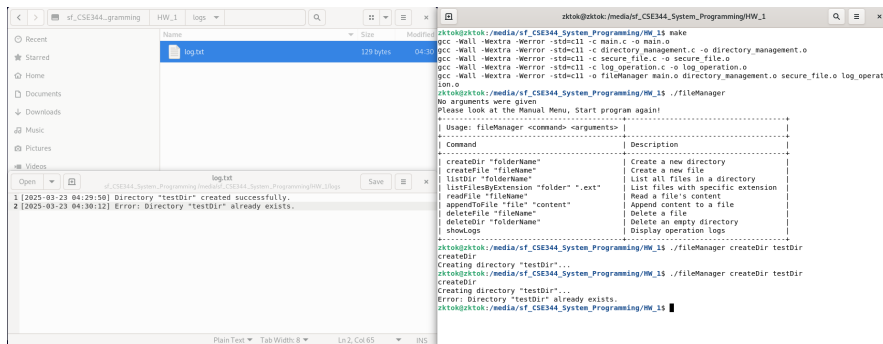 sf_CSE344...gramming HW_1 logs
Recent
Starred
Home
Documents
Downloads
Music
Pictures
Videos
Name Size Modified
log.txt 129 bytes 04:30
Open log.txt Save
sf_CSE344_System_Programming/HW_1/logs
1 [2025-03-23 04:29:50] Directory "testDir" created successfully.
2 [2025-03-23 04:30:12] Error: Directory "testDir" already exists.
Plain Text Tab Width: 8 Ln 2, Col 65 INS
zktok@zktok: /media/sf_CSE344_System_Programming/HW_1
zktok@zktok:/media/sf_CSE344_System_Programming/HW_1$ make
gcc -Wall -Wextra -Werror -std=c11 -c main.c -o main.o
gcc -Wall -Wextra -Werror -std=c11 -c directory_management.c -o directory_management.o
gcc -Wall -Wextra -Werror -std=c11 -c secure_file.c -o secure_file.o
gcc -Wall -Wextra -Werror -std=c11 -c log_operation.c -o log_operation.o
gcc -Wall -Wextra -Werror -std=c11 -o fileManager main.o directory_management.o secure_file.o log_operat
ion.o
zktok@zktok:/media/sf_CSE344_System_Programming/HW_1$ ./fileManager
No arguments were given
Please look at the Manual Menu, Start program again!
| Usage: fileManager <command> <arguments> | |
| Command | Description |
| createDir "folderName" | Create a new directory |
| createFile "fileName" | Create a new file |
| listDir "folderName" | List all files in a directory |
| listFilesByExtension "folder" ".ext" | List files with specific extension |
| readFile "fileName" | Read a file's content |
| appendToFile "file" "content" | Append content to a file |
| deleteFile "fileName" | Delete a file |
| deleteDir "folderName" | Delete an empty directory |
| showLogs | Display operation logs |
zktok@zktok:/media/sf_CSE344_System_Programming/HW_1$ ./fileManager createDir testDir
createDir
Creating directory "testDir"...
zktok@zktok:/media/sf_CSE344_System_Programming/HW_1$ ./fileManager createDir testDir
createDir
Creating directory "testDir"...
Error: Directory "testDir" already exists.
zktok@zktok:/media/sf_CSE344_System_Programming/HW_1$